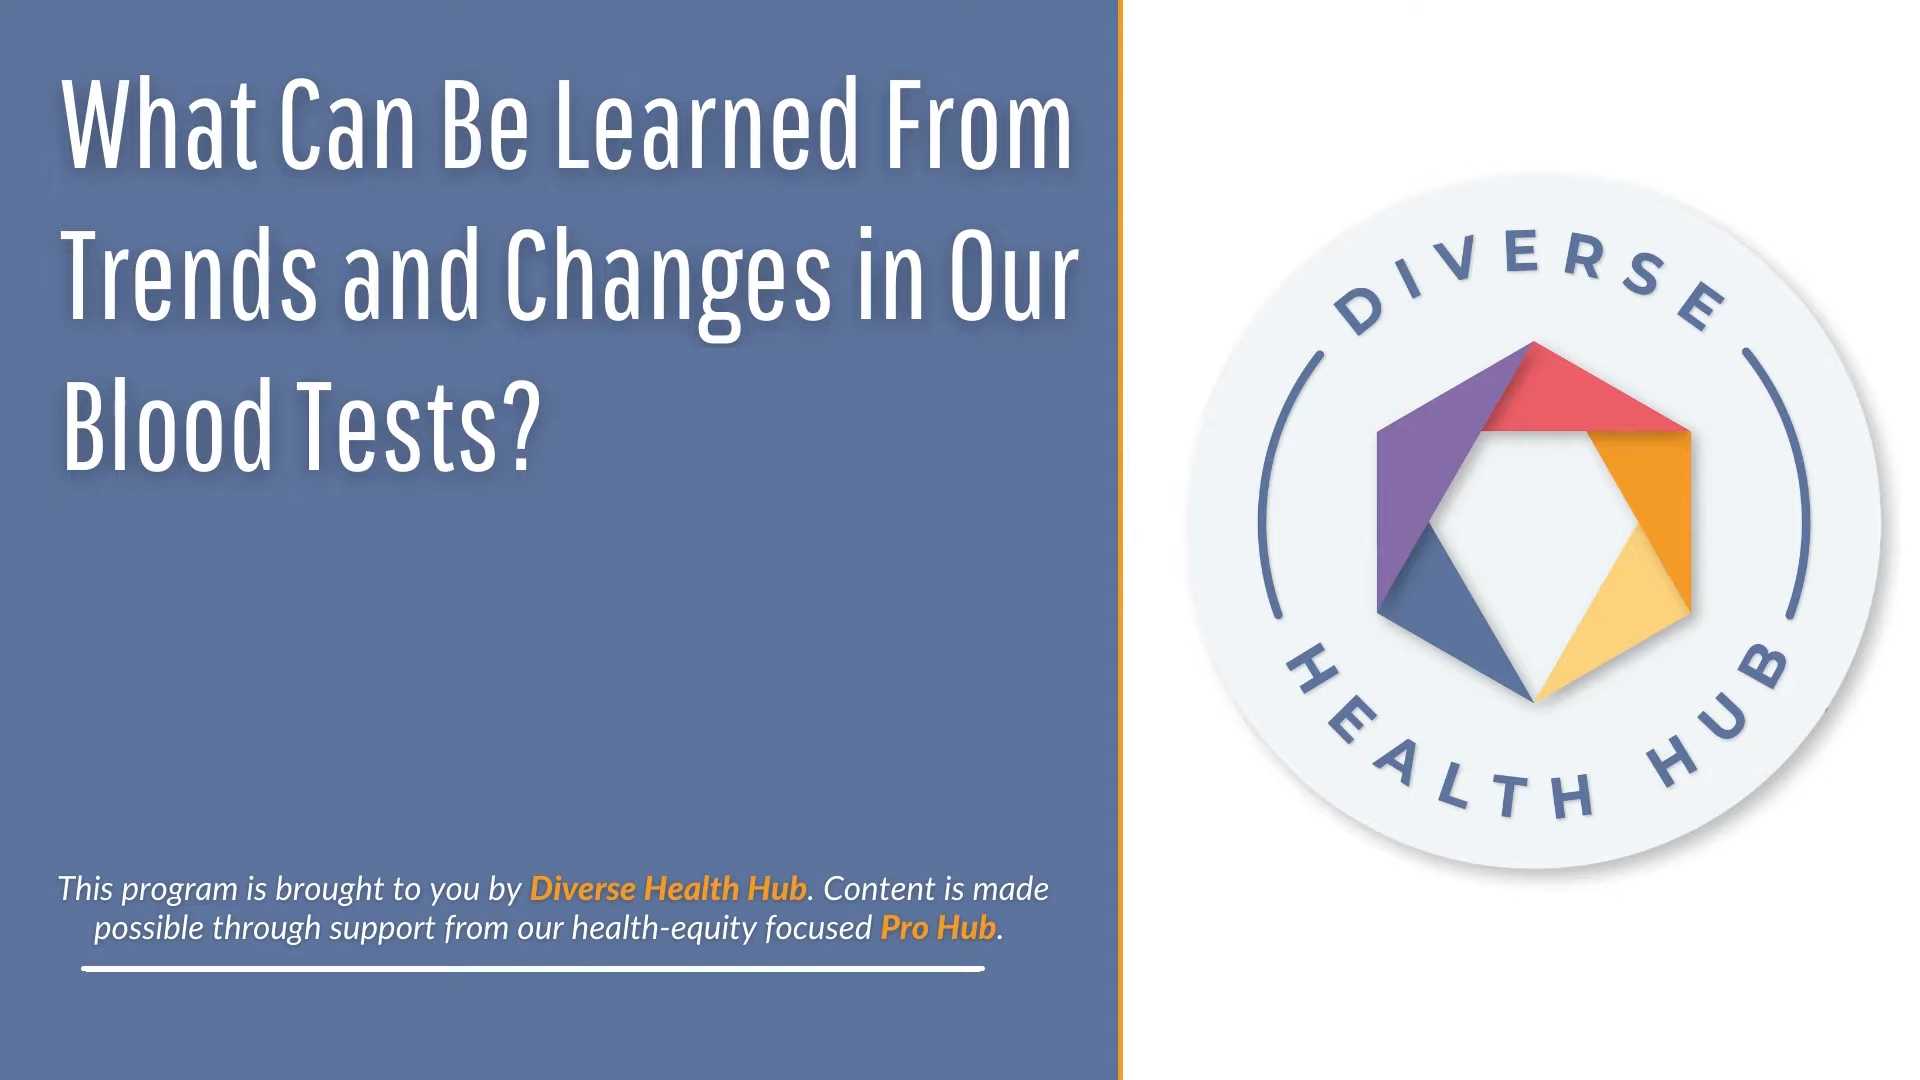 What Can Be Learned From
Trends and Changes in Our
Blood Tests?
This program is brought to you by Diverse Health Hub. Content is made
possible through support from our health-equity focused Pro Hub.
DIVERSE
HEALTH HUB